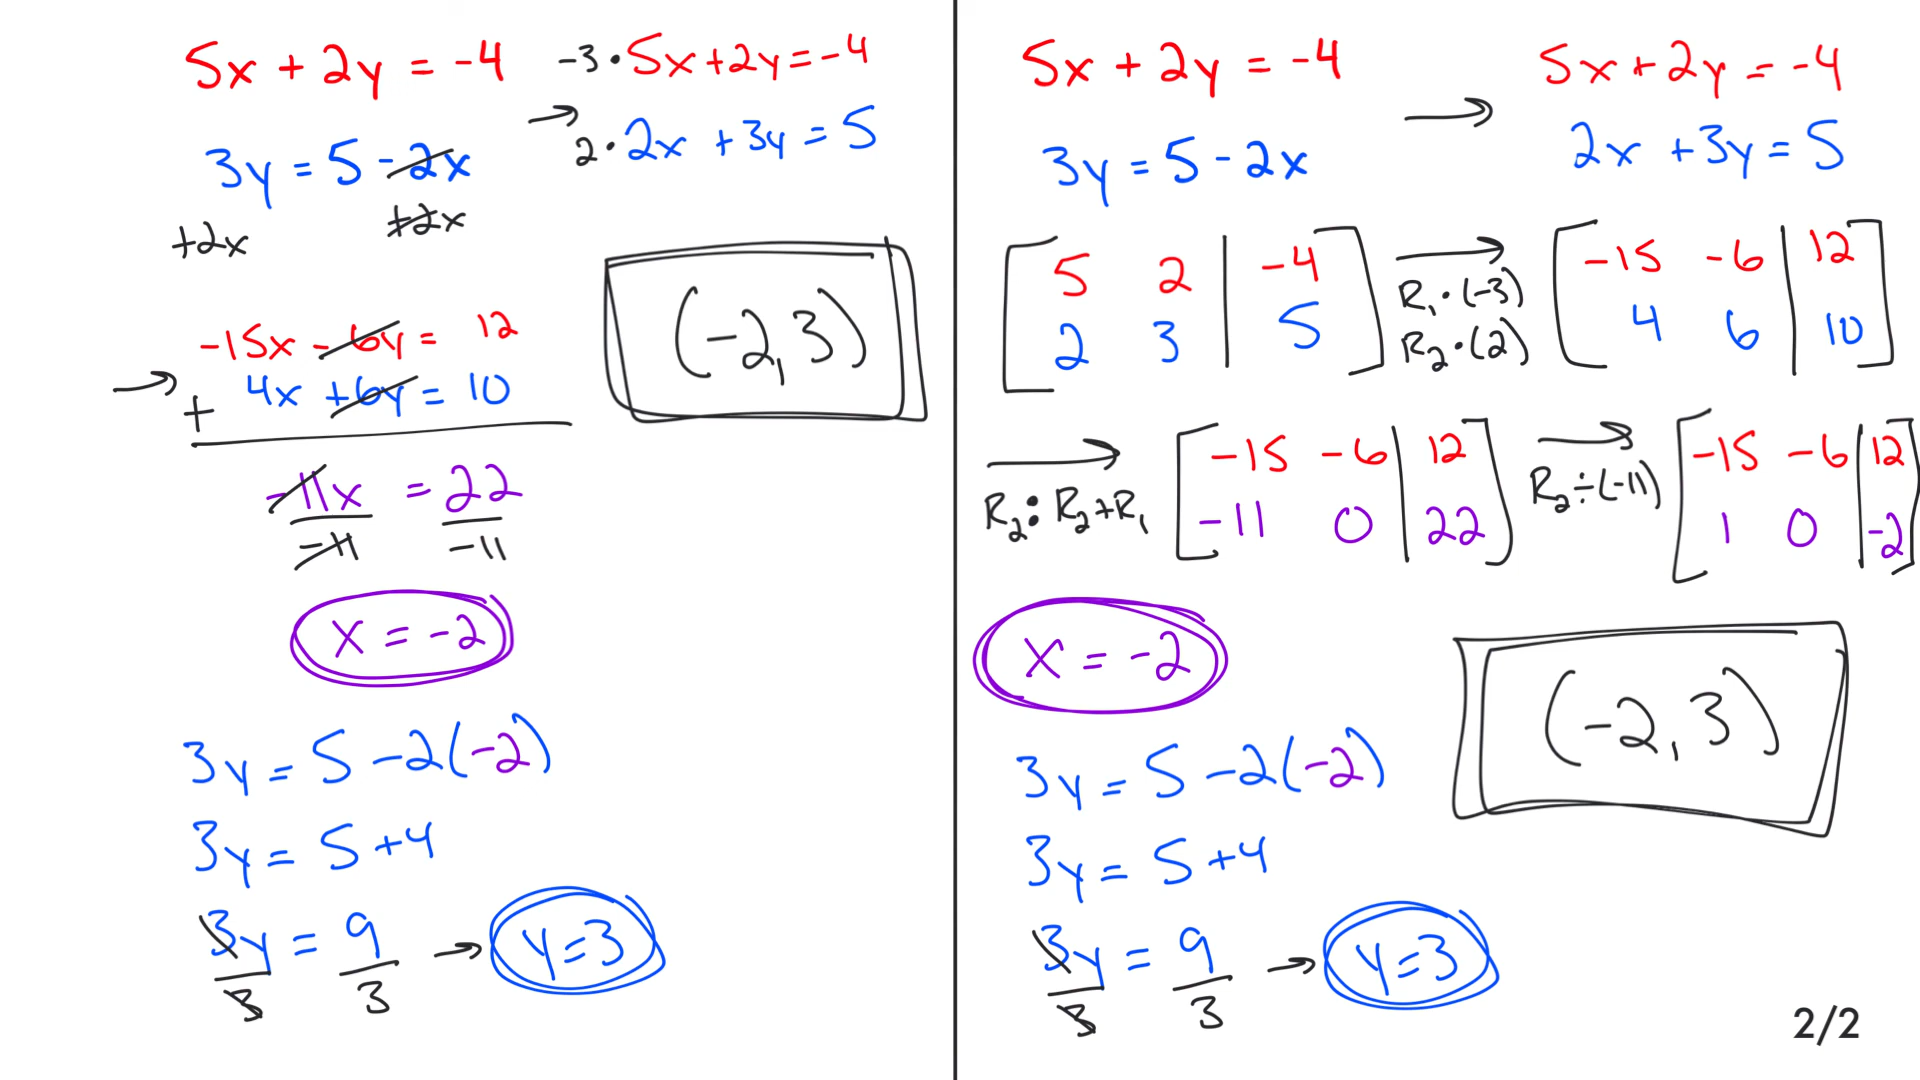 5x + 2y = -4
3y = 5 - 2x
+2x +2x
→ -3 · 5x + 2y = -4
2 · 2x + 3y = 5
→ -15x - 6y = 12
+ 4x + 6y = 10
-11x = 22
-11 -11
x = -2
3y = 5 - 2(-2)
3y = 5 + 4
3y = 9 → y = 3
3 3
(-2, 3)
5x + 2y = -4 → 5x + 2y = -4
3y = 5 - 2x 2x + 3y = 5
[5 2 | -4] → [-15 -6 | 12]
[2 3 | 5] R₁ · (-3) [4 6 | 10]
R₂ · (2)
→ [-15 -6 | 12] → [-15 -6 | 12]
R₂ : R₂ + R₁ [-11 0 | 22] R₂ ÷ (-11) [1 0 | -2]
x = -2
3y = 5 - 2(-2)
3y = 5 + 4
3y = 9 → y = 3
3 3
(-2, 3)
2/2